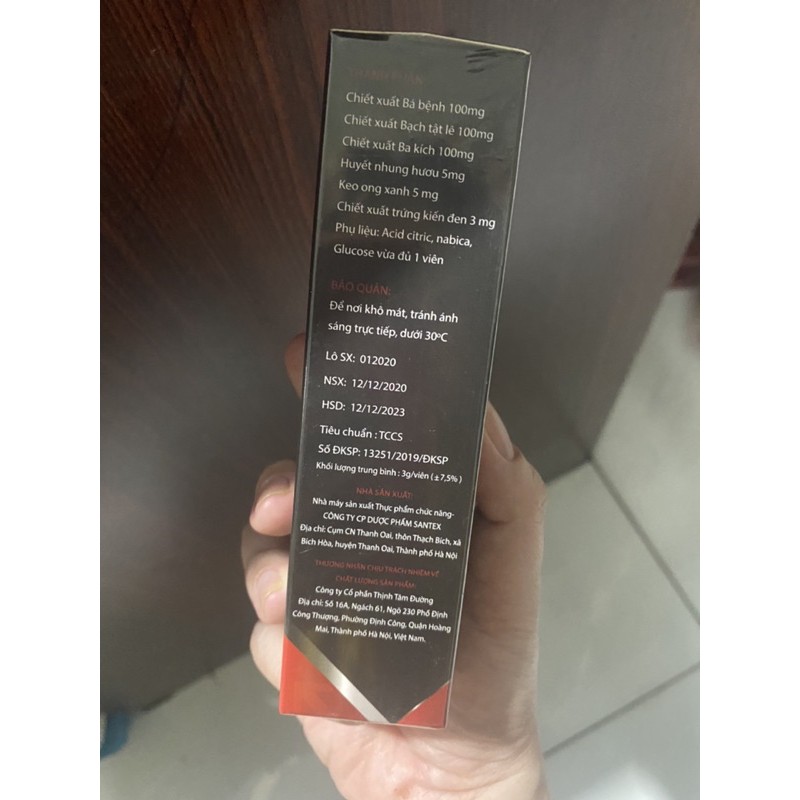 THÀNH PHẦN:
Chiết xuất Bá bệnh 100mg
Chiết xuất Bạch tật lê 100mg
Chiết xuất Ba kích 100mg
Huyết nhung hươu 5mg
Keo ong xanh 5 mg
Chiết xuất trứng kiến đen 3 mg
Phụ liệu: Acid citric, nabica,
Glucose vừa đủ 1 viên
BẢO QUẢN:
Để nơi khô mát, tránh ánh
sáng trực tiếp, dưới 30ºC
Lô SX: 012020
NSX: 12/12/2020
HSD: 12/12/2023
Tiêu chuẩn : TCCS
Số ĐKSP: 13251/2019/ĐKSP
Khối lượng trung bình : 3g/viên ( ±7,5% )
NHÀ SẢN XUẤT:
Nhà máy sản xuất Thực phẩm chức năng-
CÔNG TY CP DƯỢC PHẨM SANTEX
Địa chỉ: Cụm CN Thanh Oai, thôn Thạch Bích, xã
Bích Hòa, huyện Thanh Oai, Thành phố Hà Nội
THƯƠNG NHÂN CHỊU TRÁCH NHIỆM VỀ
CHẤT LƯỢNG SẢN PHẨM:
Công ty Cổ phần Thịnh Tâm Đường
Địa chỉ: Số 16A, Ngách 61, Ngõ 230 Phố Định
Công Thượng, Phường Định Công, Quận Hoàng
Mai, Thành phố Hà Nội, Việt Nam.